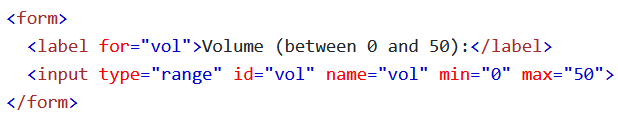 <form>
  <label for="vol">Volume (between 0 and 50):</label>
  <input type="range" id="vol" name="vol" min="0" max="50">
</form>